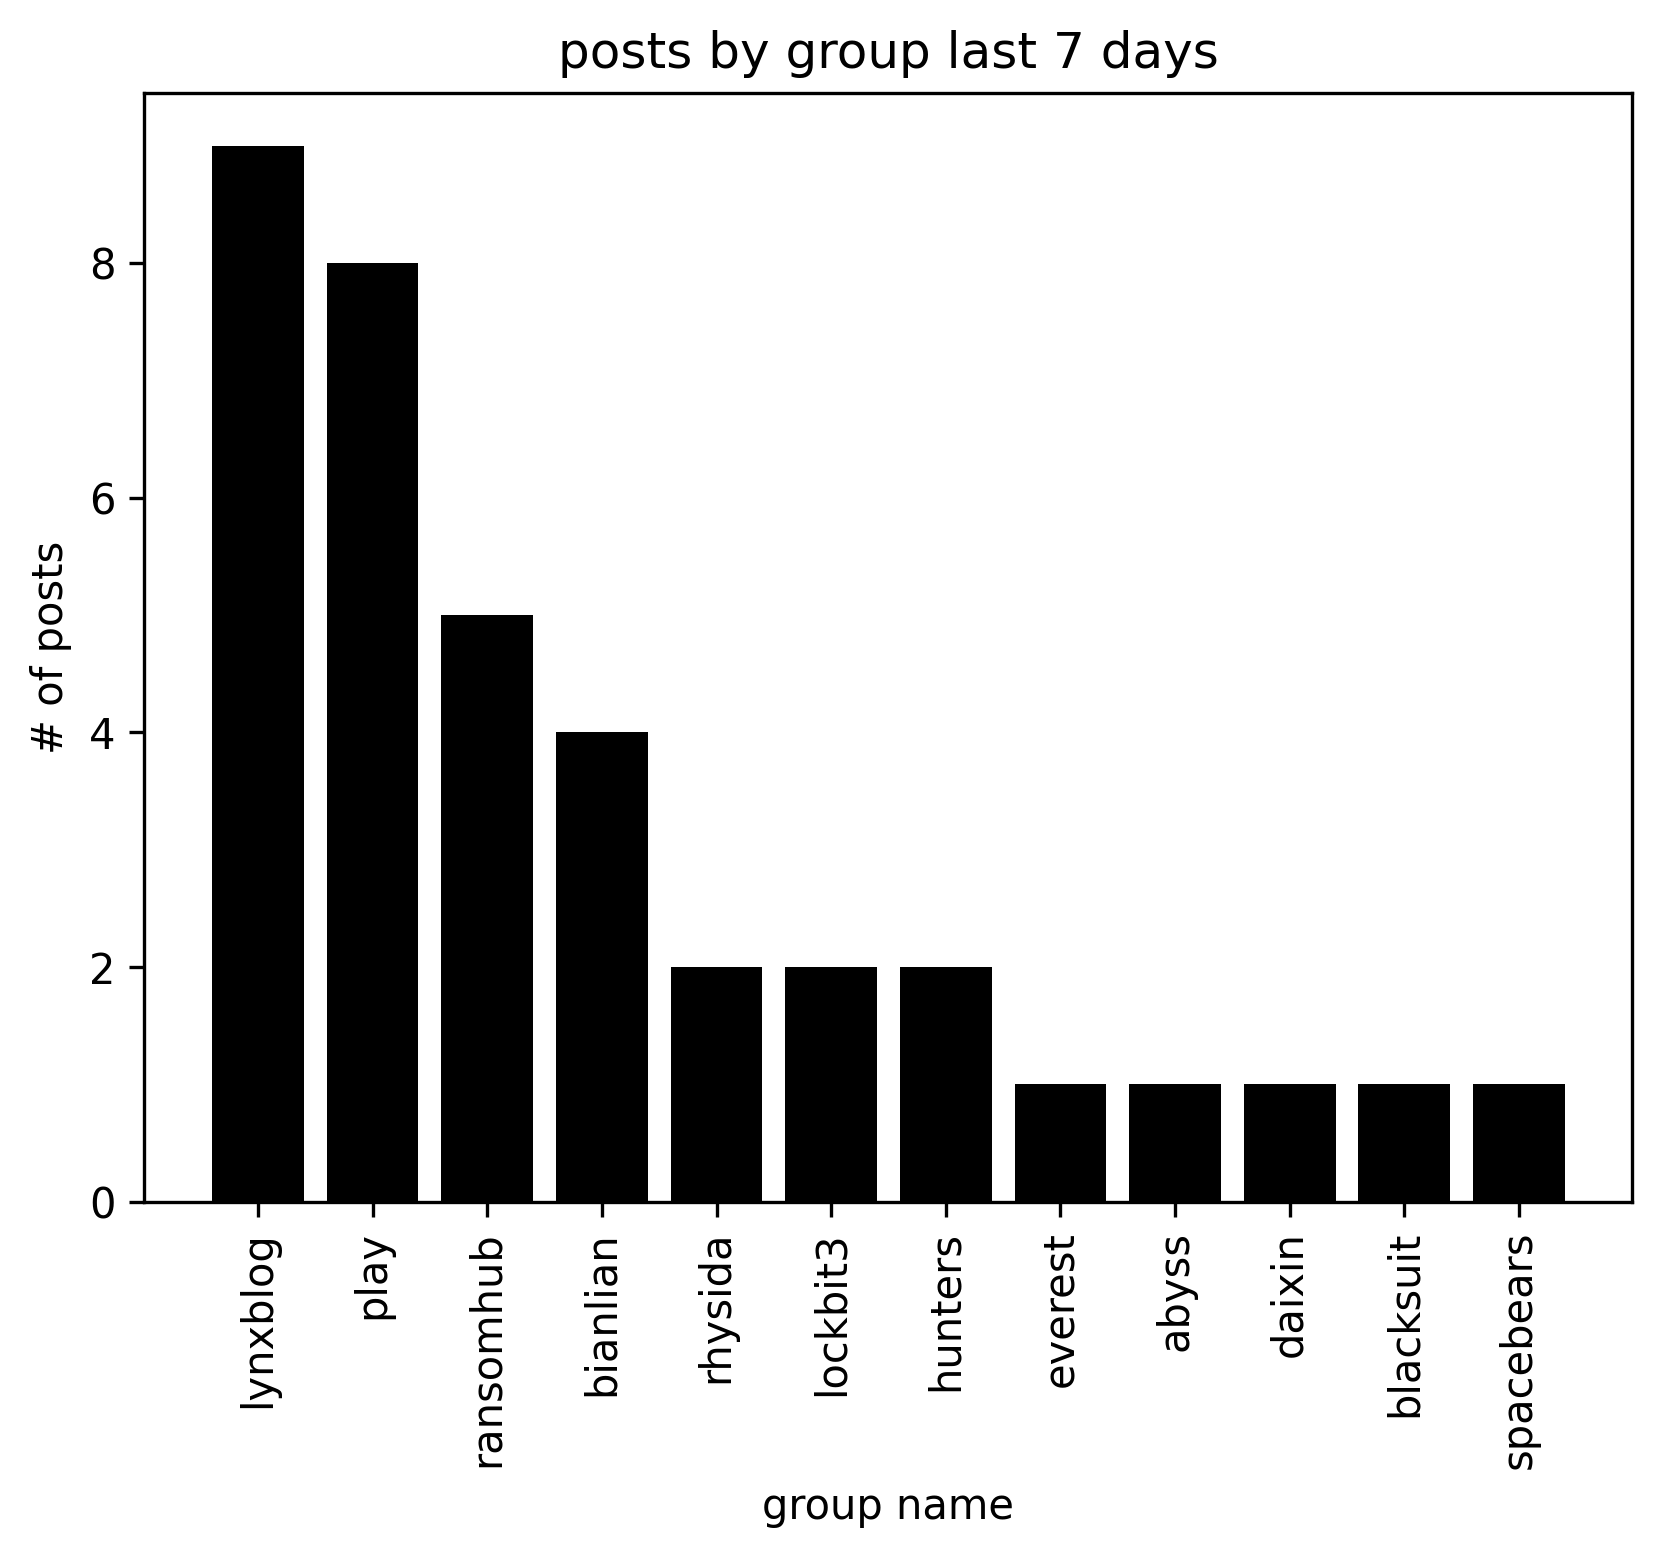 posts by group last 7 days
# of posts
8
6
4
2
0
lynxblog
play
ransomhub
bianlian
rhysida
lockbit3
hunters
everest
abyss
daixin
blacksuit
spacebears
group name